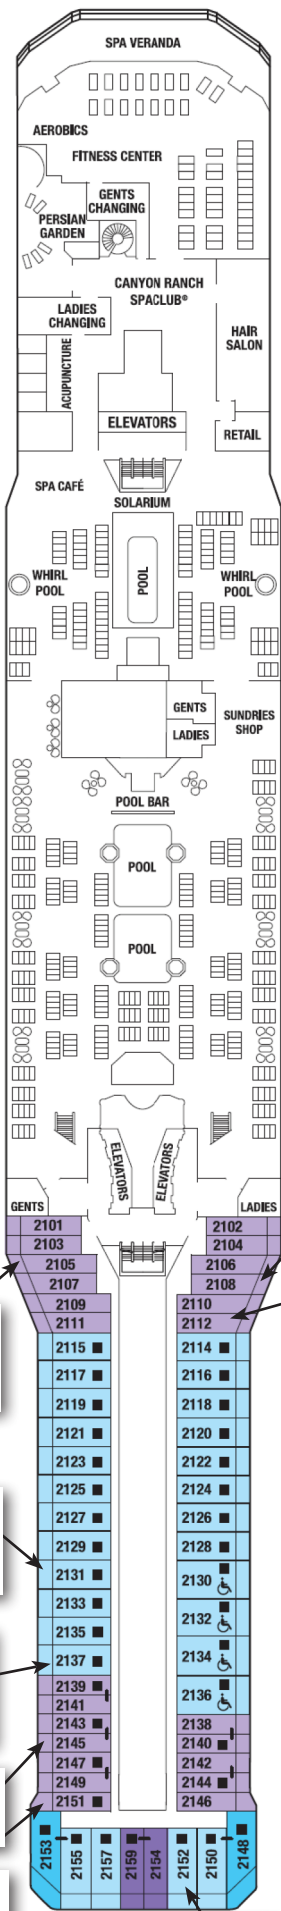 SPA VERANDA
AEROBICS
FITNESS CENTER
GENTS
CHANGING
PERSIAN
GARDEN
CANYON RANCH
SPACLUB®
LADIES
CHANGING
ACUPUNCTURE
HAIR
SALON
ELEVATORS
RETAIL
SPA CAFÉ
SOLARIUM
WHIRL
POOL
POOL
WHIRL
POOL
GENTS
LADIES
SUNDRIES
SHOP
POOL BAR
POOL
POOL
ELEVATORS
ELEVATORS
GENTS
LADIES
2101 2102
2103 2104
2105 2106
2107 2108
2109 2110
2111 2112
2115 2114
2117 2116
2119 2118
2121 2120
2123 2122
2125 2124
2127 2126
2129 2128
2131 2130
2133 2132
2135 2134
2137 2136
2139
2141 2138
2143 2140
2145 2142
2147 2144
2149 2146
2151
2153 2155 2157 2159 2154 2152 2150 2148